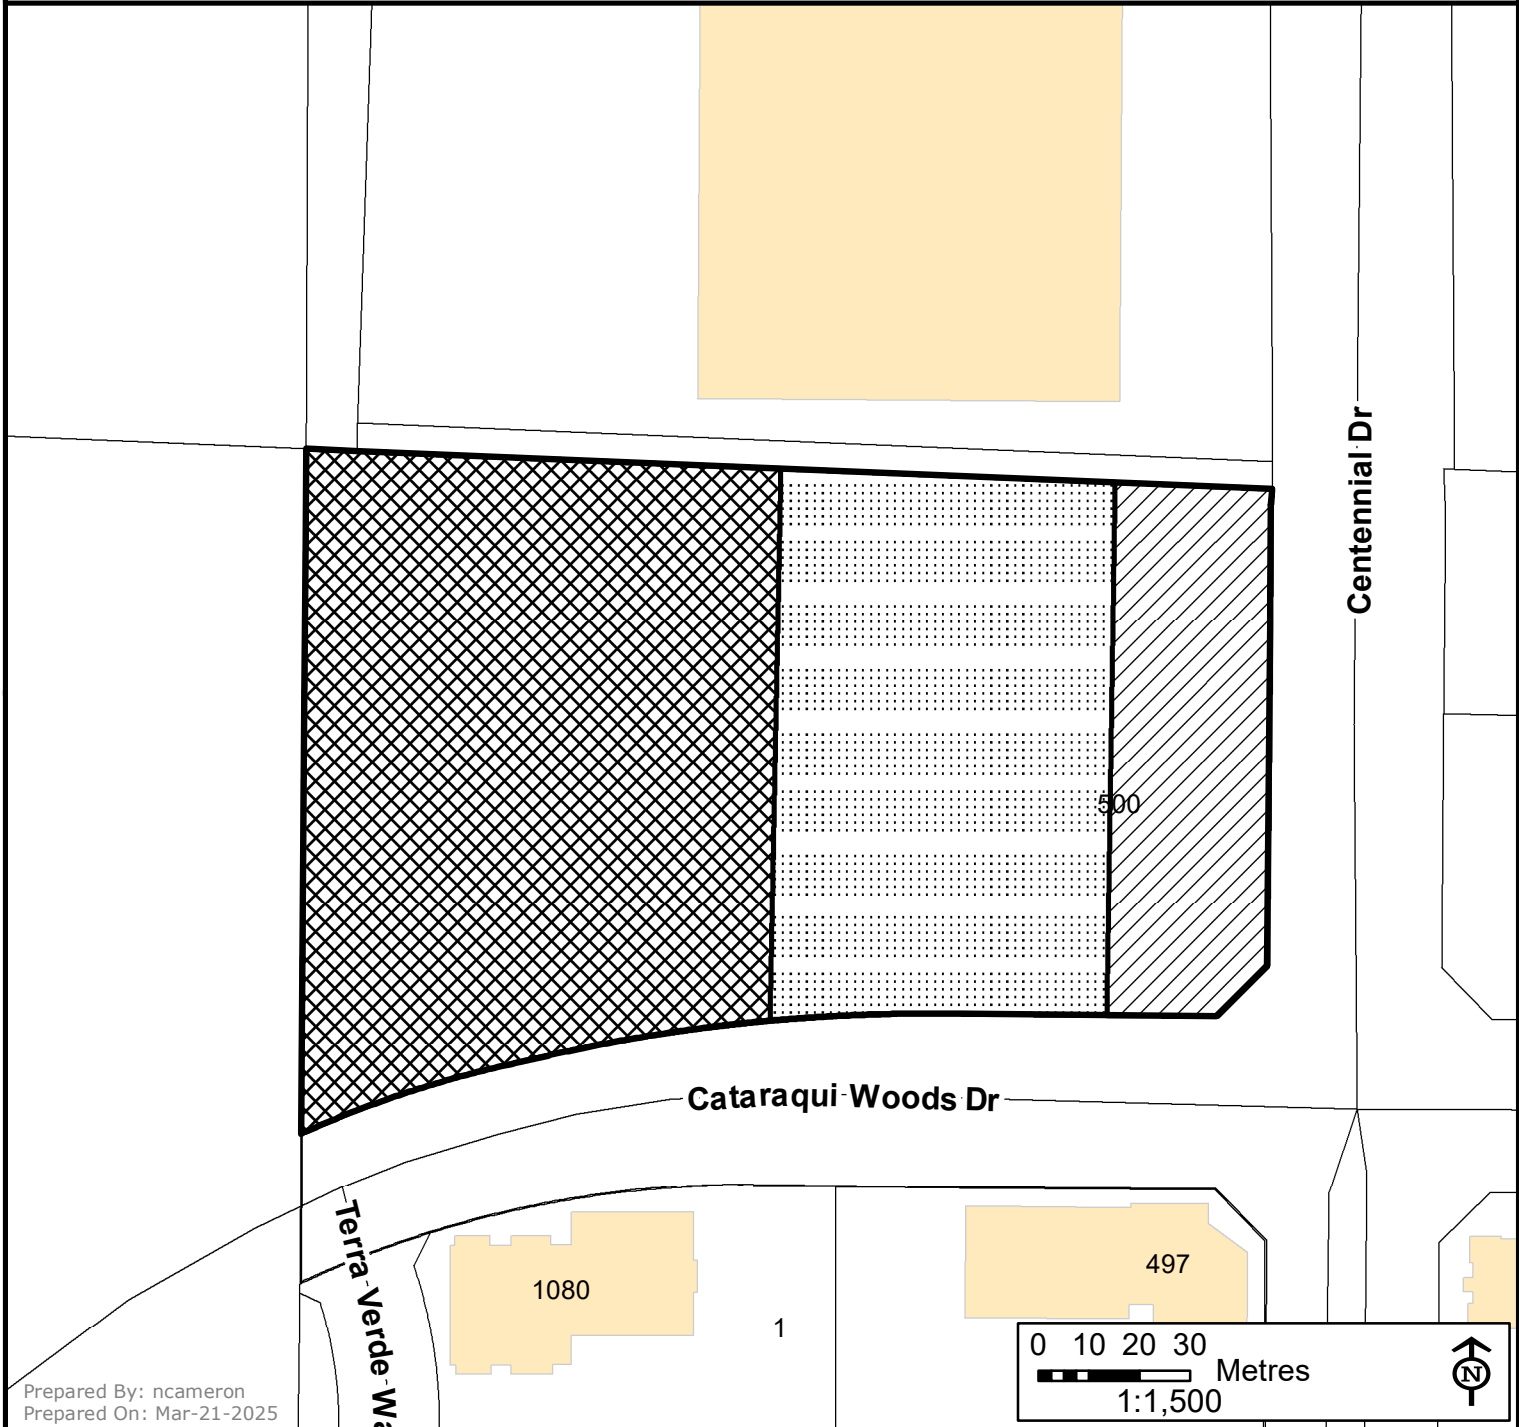 Centennial Dr
500
Cataraqui Woods Dr
Terra Verde Wa
1080
497
1
0 10 20 30
Metres
1:1,500
N
Prepared By: ncameron
Prepared On: Mar-21-2025